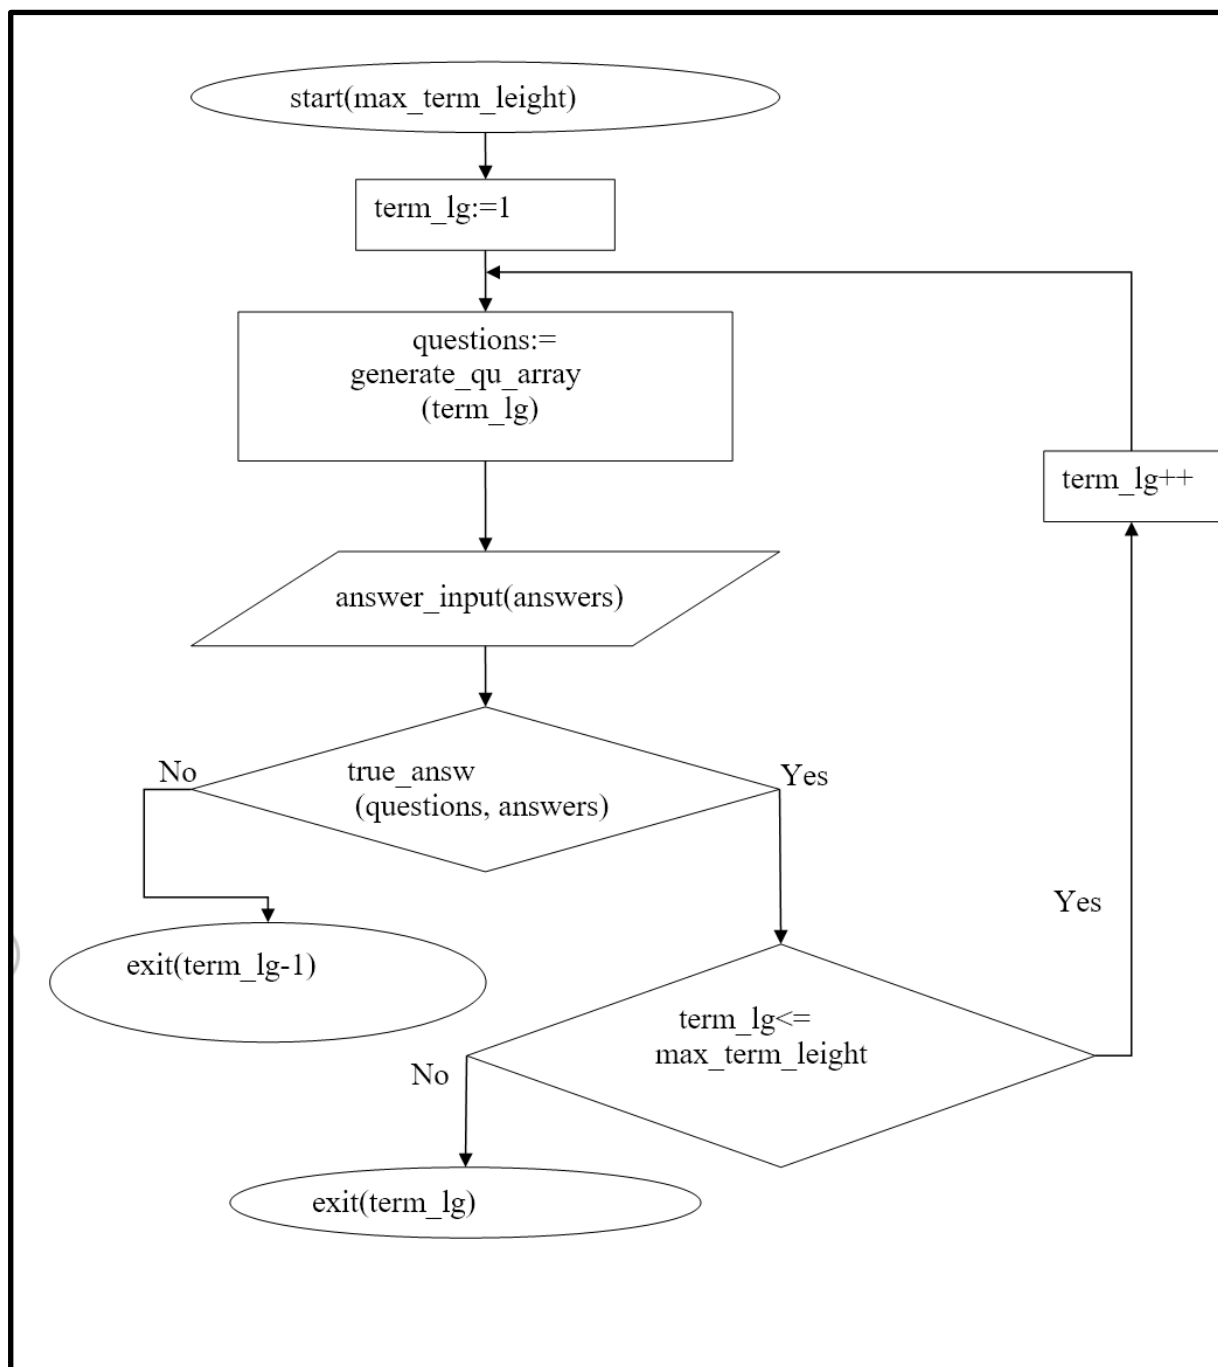 start(max_term_leight)
term_lg:=1
questions:=
generate_qu_array
(term_lg)
term_lg++
answer_input(answers)
No
true_answ
(questions, answers)
Yes
Yes
exit(term_lg-1)
term_lg<=
max_term_leight
No
exit(term_lg)